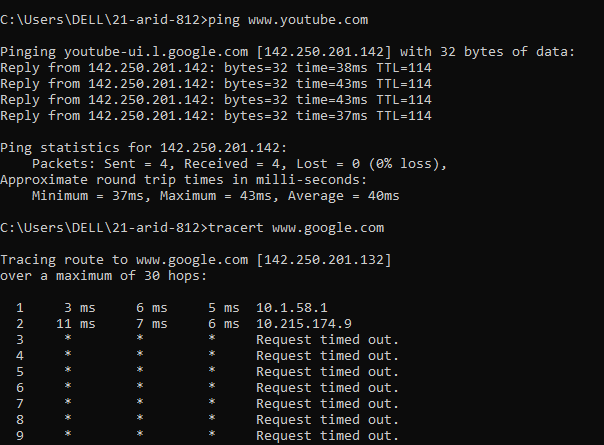 C:\Users\DELL\21-arid-812>ping www.youtube.com
Pinging youtube-ui.l.google.com [142.250.201.142] with 32 bytes of data:
Reply from 142.250.201.142: bytes=32 time=38ms TTL=114
Reply from 142.250.201.142: bytes=32 time=43ms TTL=114
Reply from 142.250.201.142: bytes=32 time=43ms TTL=114
Reply from 142.250.201.142: bytes=32 time=37ms TTL=114
Ping statistics for 142.250.201.142:
    Packets: Sent = 4, Received = 4, Lost = 0 (0% loss),
Approximate round trip times in milli-seconds:
    Minimum = 37ms, Maximum = 43ms, Average = 40ms
C:\Users\DELL\21-arid-812>tracert www.google.com
Tracing route to www.google.com [142.250.201.132]
over a maximum of 30 hops:
  1     3 ms     6 ms     5 ms  10.1.58.1
  2    11 ms     7 ms     6 ms  10.215.174.9
  3     *        *        *     Request timed out.
  4     *        *        *     Request timed out.
  5     *        *        *     Request timed out.
  6     *        *        *     Request timed out.
  7     *        *        *     Request timed out.
  8     *        *        *     Request timed out.
  9     *        *        *     Request timed out.